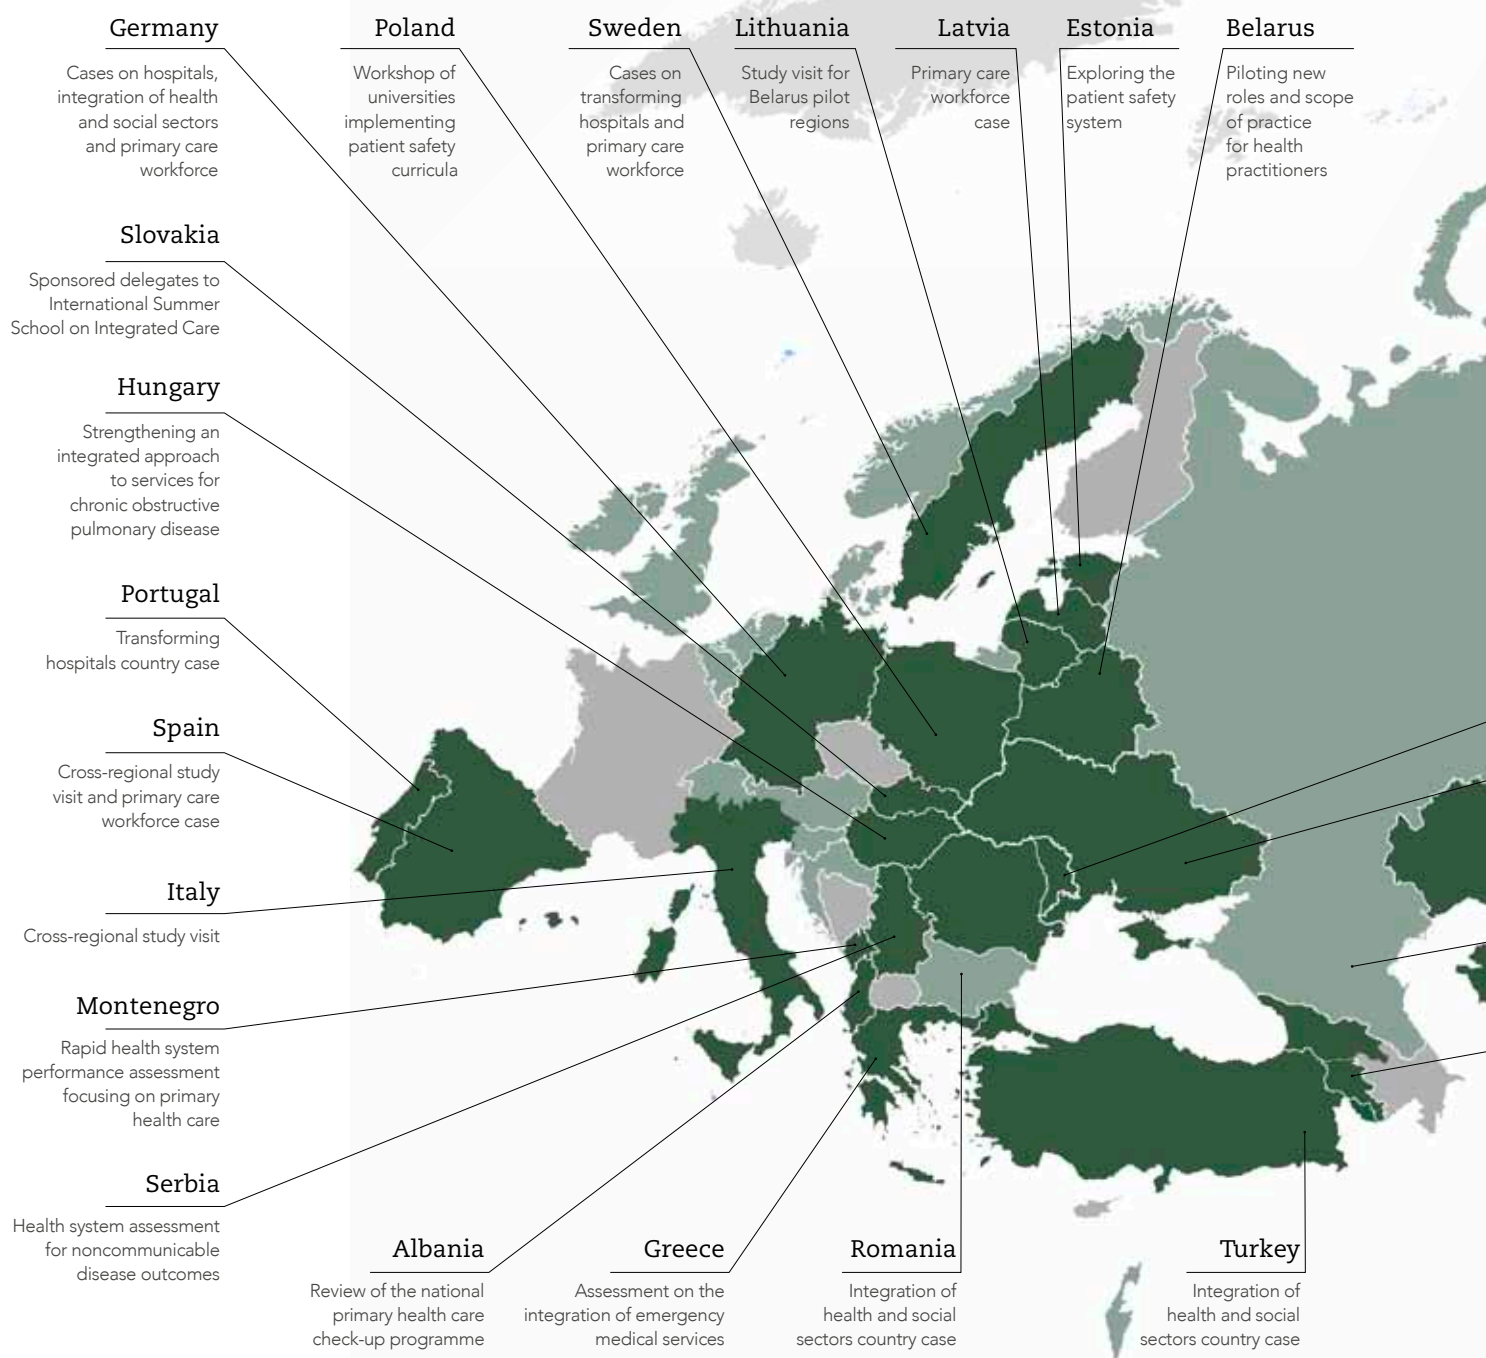 Germany
Cases on hospitals,
integration of health
and social sectors
and primary care
workforce
Poland
Workshop of
universities
implementing
patient safety
curricula
Sweden
Cases on
transforming
hospitals and
primary care
workforce
Lithuania
Study visit for
Belarus pilot
regions
Latvia
Primary care
workforce
case
Estonia
Exploring the
patient safety
system
Belarus
Piloting new
roles and scope
of practice
for health
practitioners
Slovakia
Sponsored delegates to
International Summer
School on Integrated Care
Hungary
Strengthening an
integrated approach
to services for
chronic obstructive
pulmonary disease
Portugal
Transforming
hospitals country case
Spain
Cross-regional study
visit and primary care
workforce case
Italy
Cross-regional study visit
Montenegro
Rapid health system
performance assessment
focusing on primary
health care
Serbia
Health system assessment
for noncommunicable
disease outcomes
Albania
Review of the national
primary health care
check-up programme
Greece
Assessment on the
integration of emergency
medical services
Romania
Integration of
health and social
sectors country case
Turkey
Integration of
health and social
sectors country case